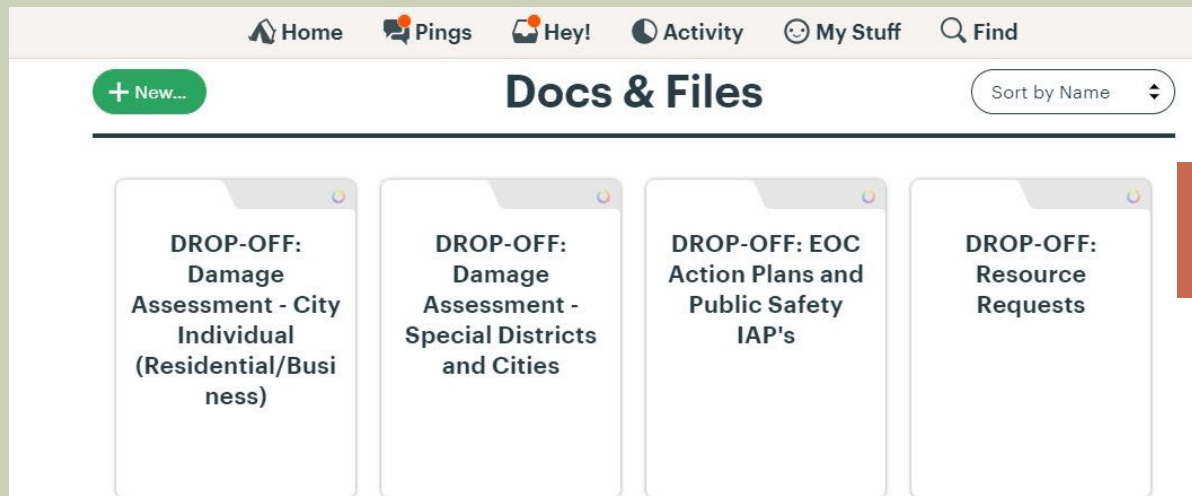 Home Pings Hey! Activity My Stuff Find
+ New... Docs & Files Sort by Name
DROP-OFF:
Damage
Assessment - City
Individual
(Residential/Busi
ness)
DROP-OFF:
Damage
Assessment -
Special Districts
and Cities
DROP-OFF: EOC
Action Plans and
Public Safety
IAP's
DROP-OFF:
Resource
Requests